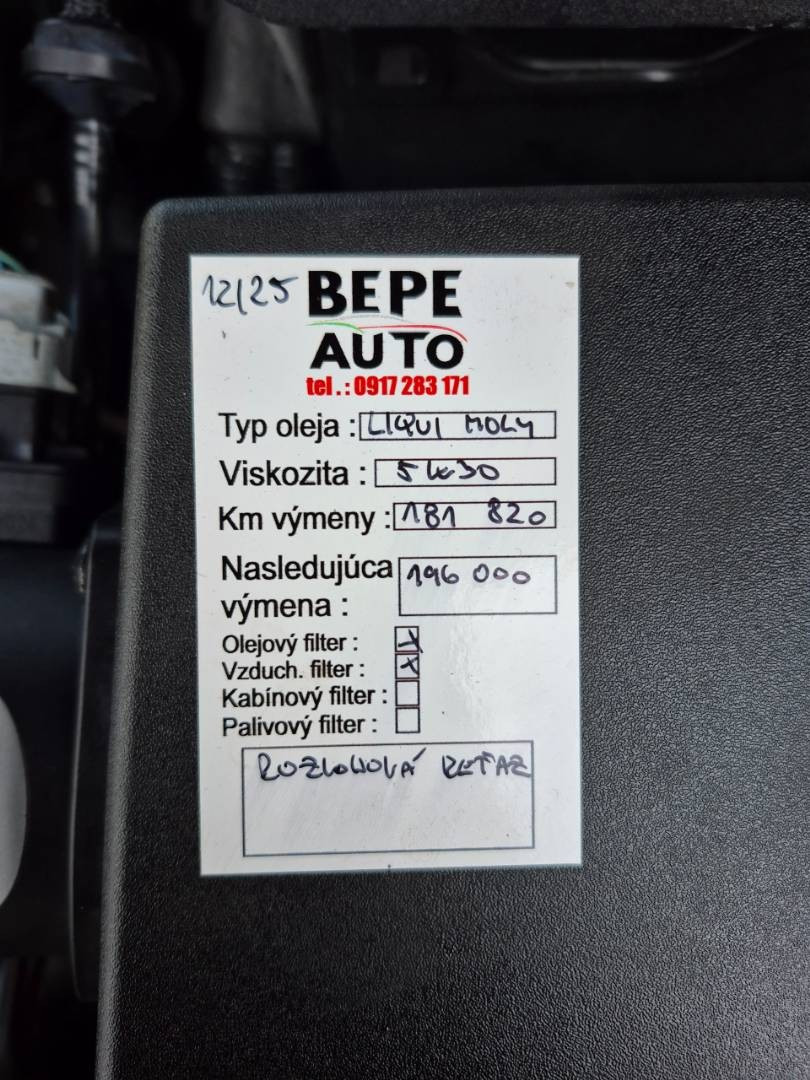 12/25 BEPE
AUTO
tel.: 0917 283 171
Typ oleja : LIQUI MOLY
Viskozita : 5W30
Km výmeny : 181 820
Nasledujúca 196 000
výmena :
Olejový filter : X
Vzduch. filter : X
Kabínový filter :
Palivový filter :
ROZVODOVÁ REŤAZ